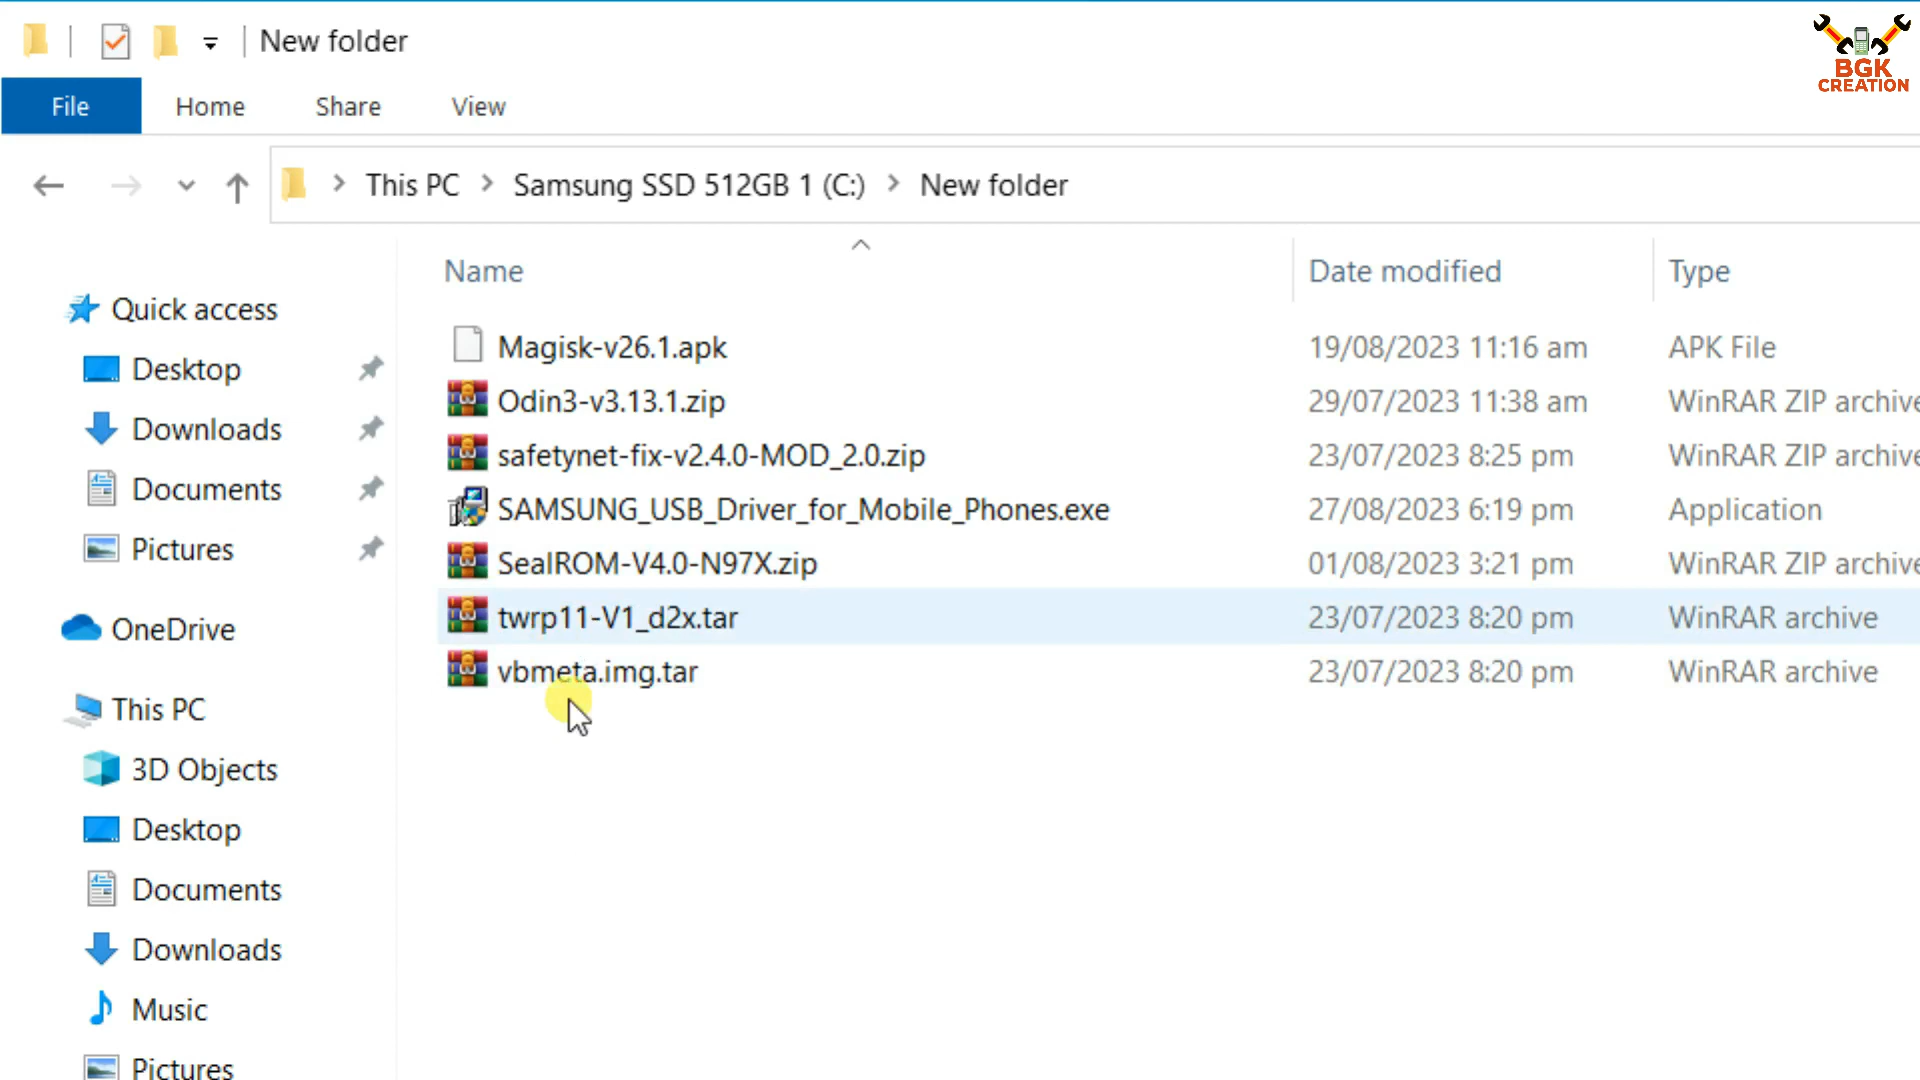 New folder
BGK
CREATION
File Home Share View
This PC Samsung SSD 512GB 1 (C:) New folder
Name Date modified Type
Quick access
Desktop
Downloads
Documents
Pictures
OneDrive
This PC
3D Objects
Desktop
Documents
Downloads
Music
Pictures
Magisk-v26.1.apk 19/08/2023 11:16 am APK File
Odin3-v3.13.1.zip 29/07/2023 11:38 am WinRAR ZIP archive
safetynet-fix-v2.4.0-MOD_2.0.zip 23/07/2023 8:25 pm WinRAR ZIP archive
SAMSUNG_USB_Driver_for_Mobile_Phones.exe 27/08/2023 6:19 pm Application
SealROM-V4.0-N97X.zip 01/08/2023 3:21 pm WinRAR ZIP archive
twrp11-V1_d2x.tar 23/07/2023 8:20 pm WinRAR archive
vbmeta.img.tar 23/07/2023 8:20 pm WinRAR archive